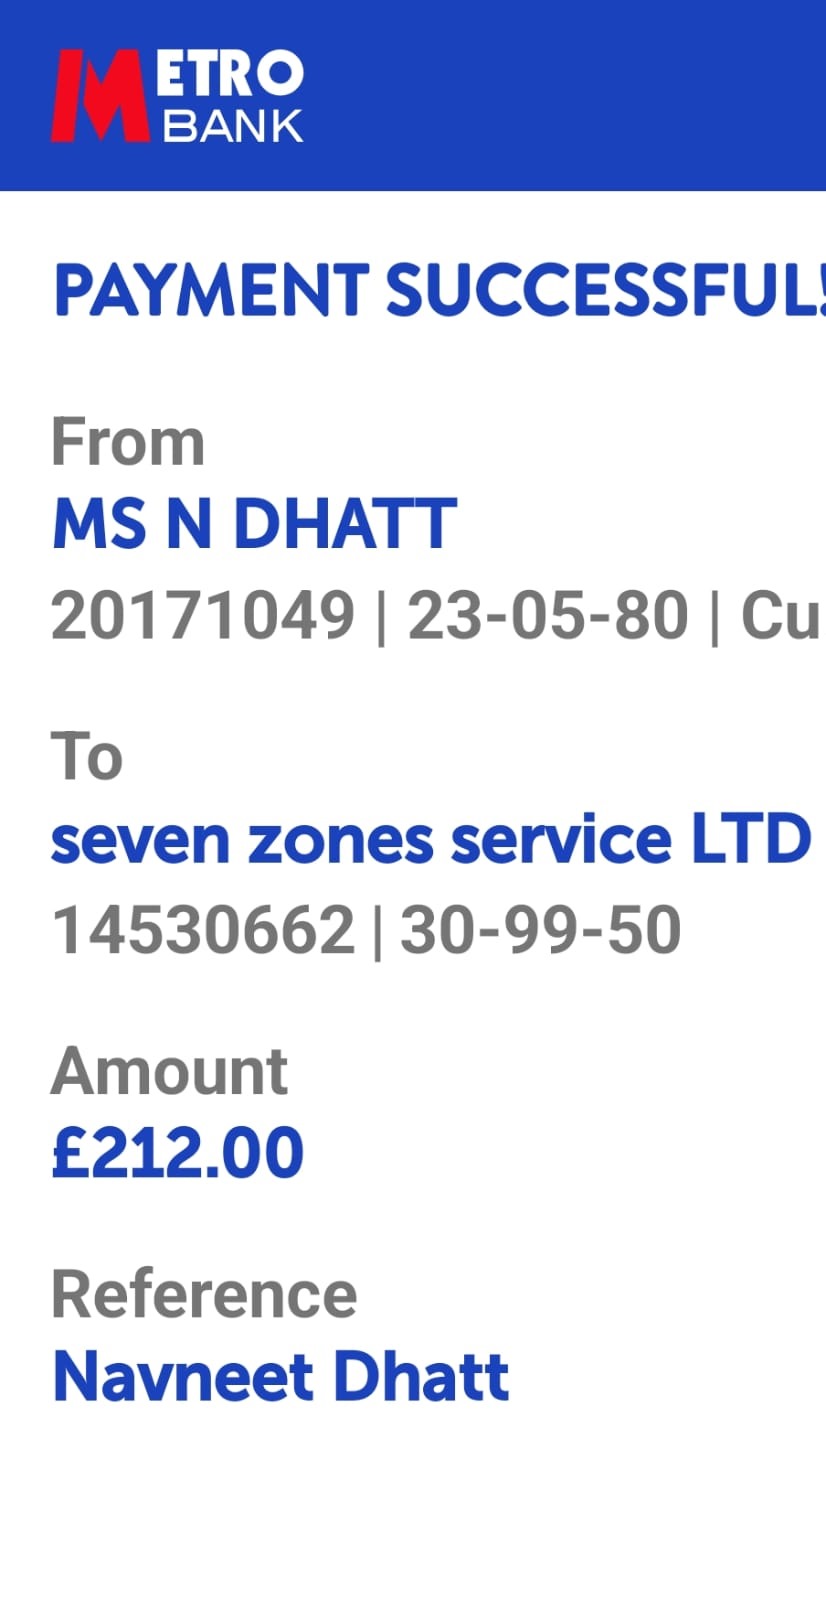 METRO
BANK
PAYMENT SUCCESSFUL!
From
MS N DHATT
20171049 | 23-05-80 | Cu
To
seven zones service LTD
14530662 | 30-99-50
Amount
£212.00
Reference
Navneet Dhatt